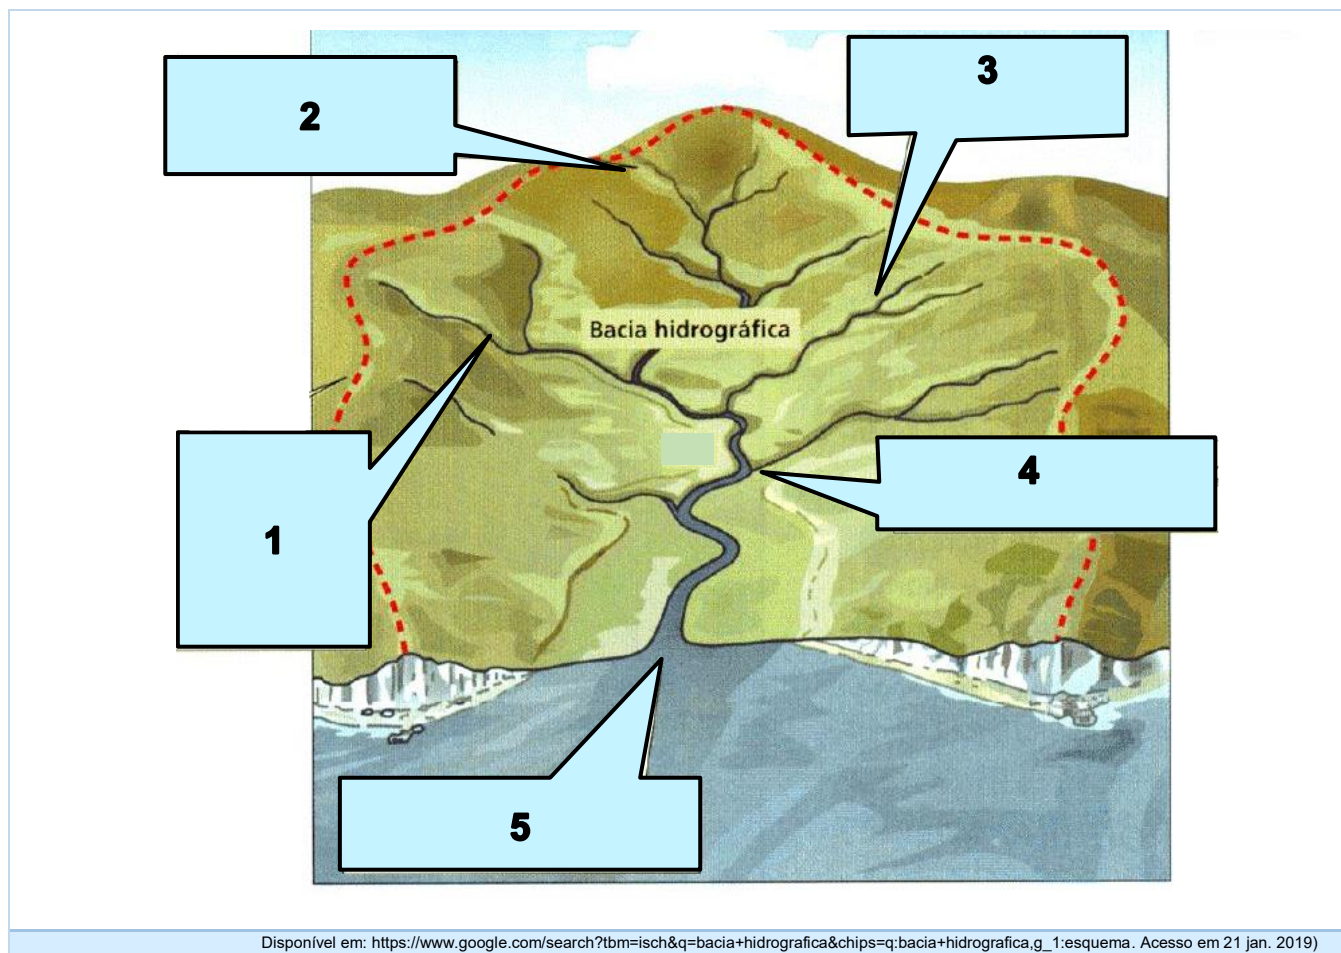 3
2
Bacia hidrográfica
4
1
5
Disponível em: https://www.google.com/search?tbm=isch&q=bacia+hidrografica&chips=q:bacia+hidrografica,g_1:esquema. Acesso em 21 jan. 2019)